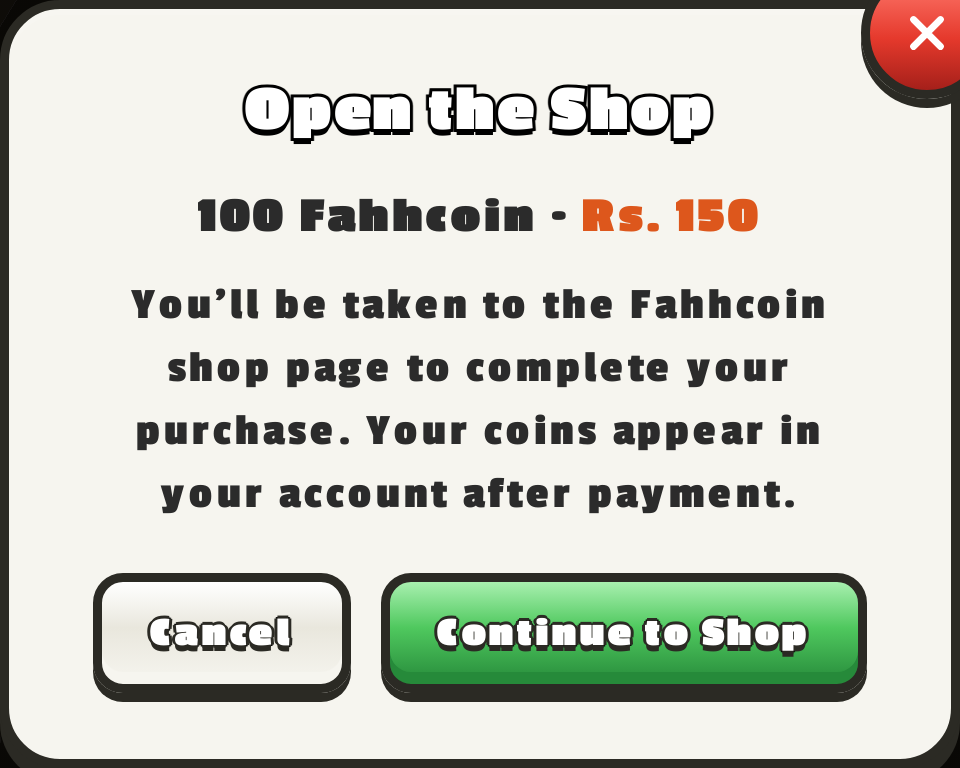 Open the Shop
100 Fahhcoin - Rs. 150
You’ll be taken to the Fahhcoin
shop page to complete your
purchase. Your coins appear in
your account after payment.
Cancel
Continue to Shop